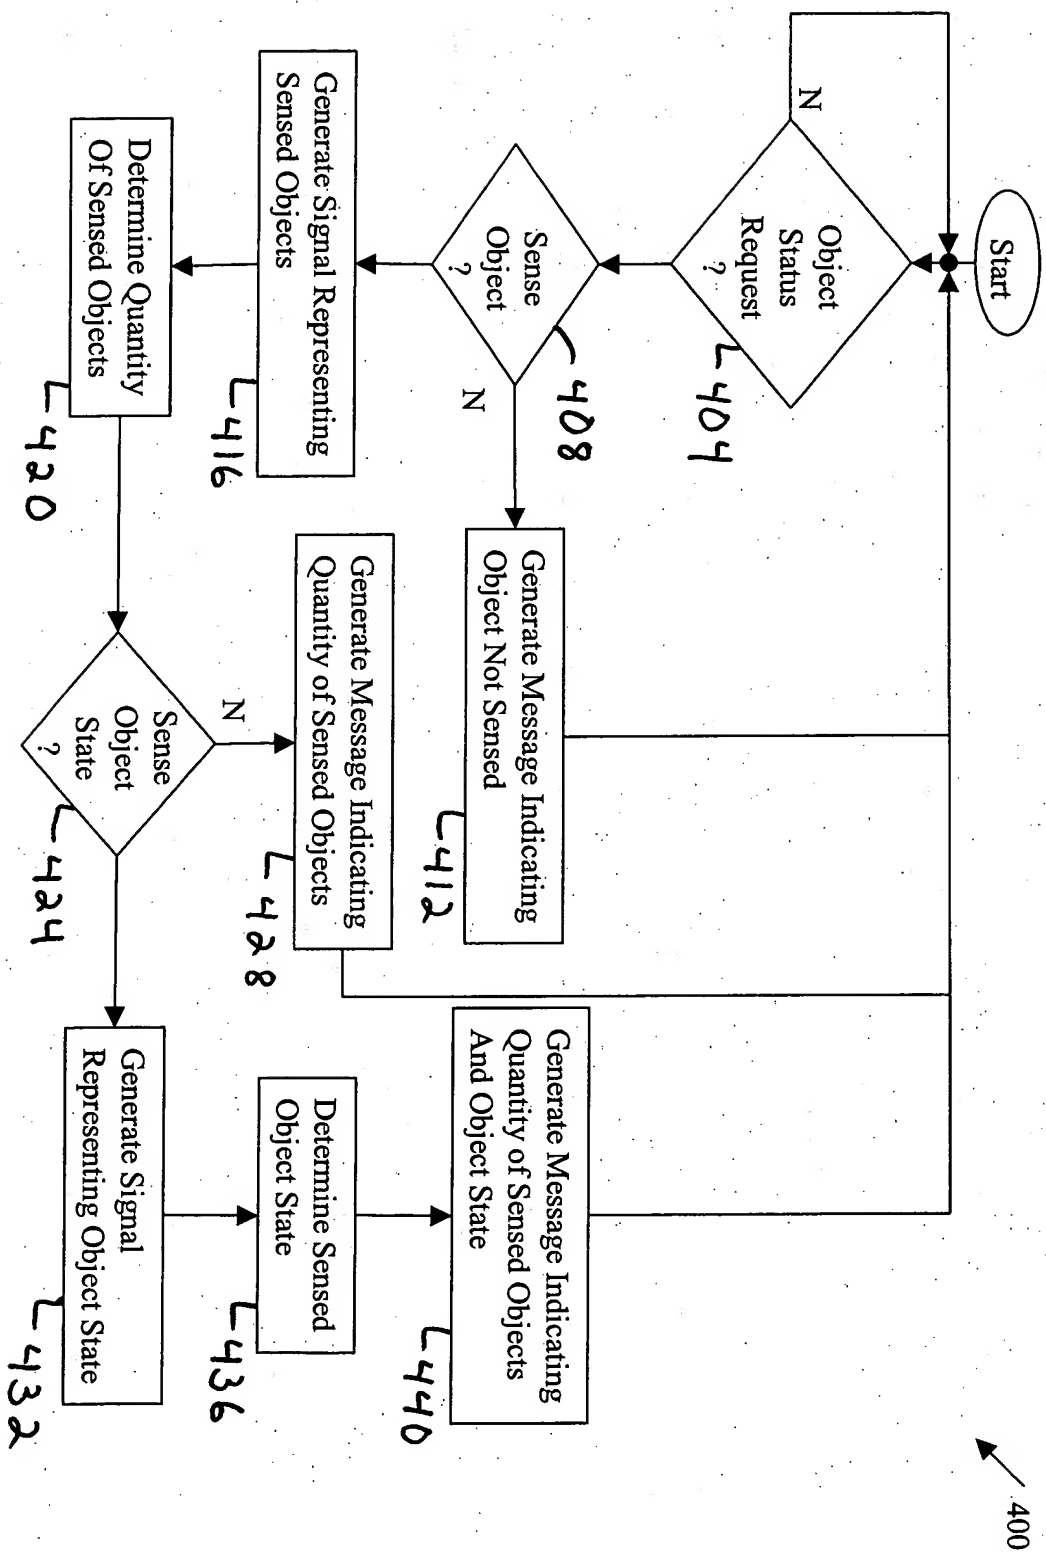 400
Start
Object
Status
Request
?
404
N
Sense
Object
?
408
N
Generate Message Indicating
Object Not Sensed
412
Generate Signal Representing
Sensed Objects
416
Determine Quantity
Of Sensed Objects
420
Sense
Object
State
?
424
N
Generate Message Indicating
Quantity of Sensed Objects
428
Generate Signal
Representing Object State
432
Determine Sensed
Object State
436
Generate Message Indicating
Quantity of Sensed Objects
And Object State
440